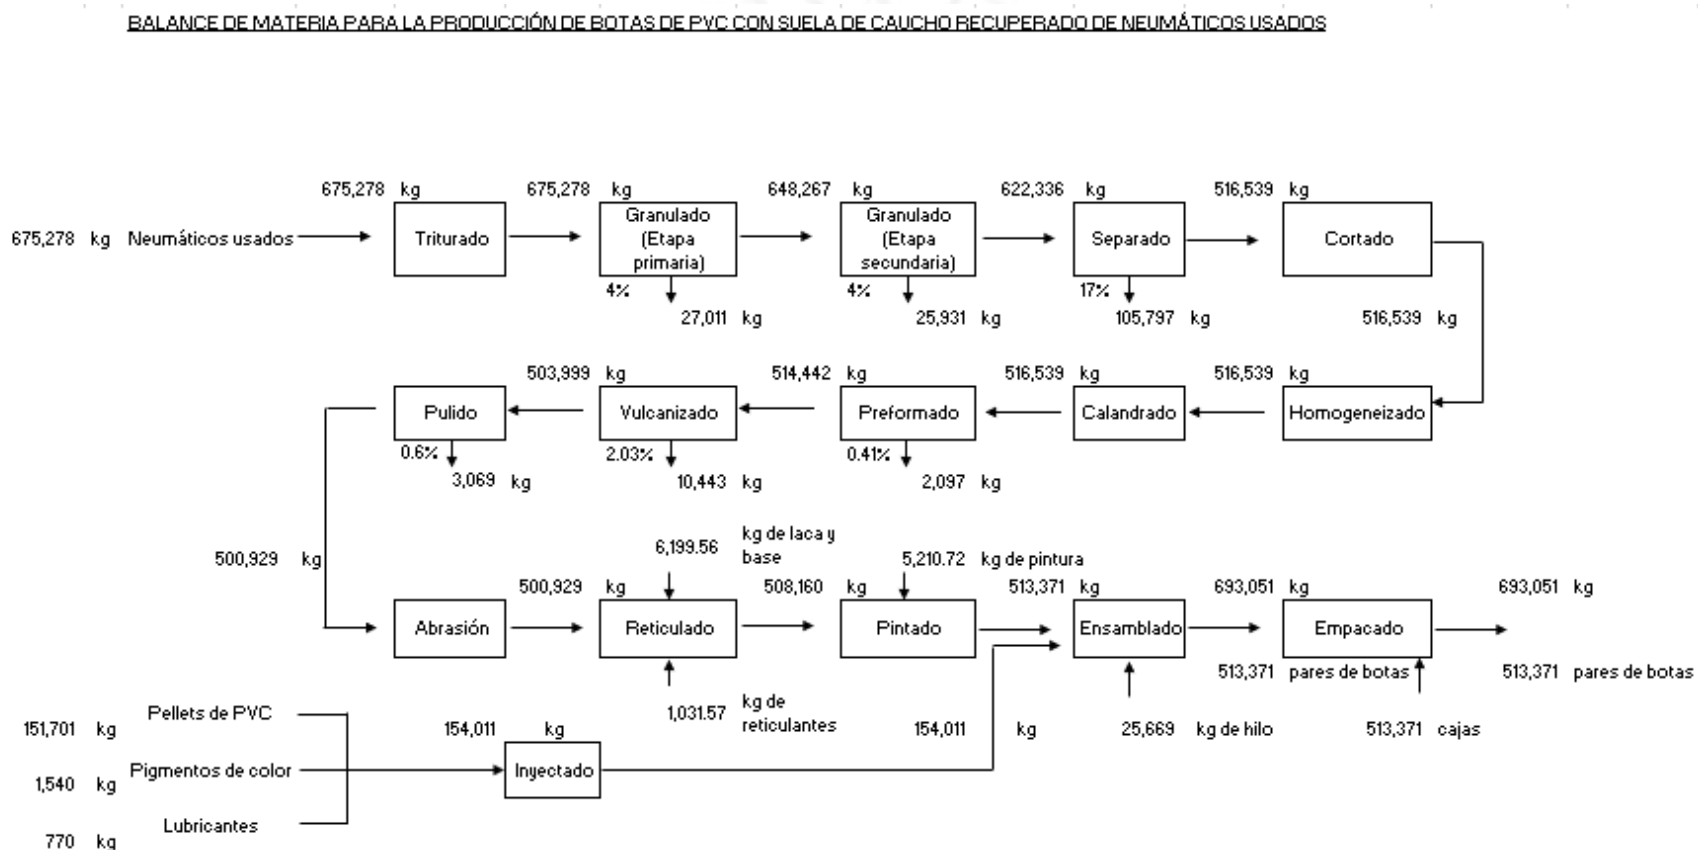 BALANCE DE MATERIA PARA LA PRODUCCIÓN DE BOTAS DE PVC CON SUELA DE CAUCHO RECUPERADO DE NEUMÁTICOS USADOS
675,278 kg 675,278 kg 648,267 kg 622,336 kg 516,539 kg
675,278 kg Neumáticos usados
Triturado
Granulado
(Etapa
primaria)
Granulado
(Etapa
secundaria)
Separado
Cortado
4% 4% 17%
27,011 kg 25,931 kg 105,797 kg 516,539 kg
503,999 kg 514,442 kg 516,539 kg 516,539 kg
Pulido Vulcanizado Preformado Calandrado Homogeneizado
0.6% 2.03% 0.41%
3,069 kg 10,443 kg 2,097 kg
6,199.56 kg de laca y
base
5,210.72 kg de pintura
500,929 kg
500,929 kg 508,160 kg 513,371 kg 693,051 kg 693,051 kg
Abrasión Reticulado Pintado Ensamblado Empacado
513,371 pares de botas 513,371 pares de botas
1,031.57 kg de
reticulantes
Pellets de PVC
151,701 kg 154,011 kg 154,011 kg 25,669 kg de hilo 513,371 cajas
Pigmentos de color Inyectado
1,540 kg
Lubricantes
770 kg